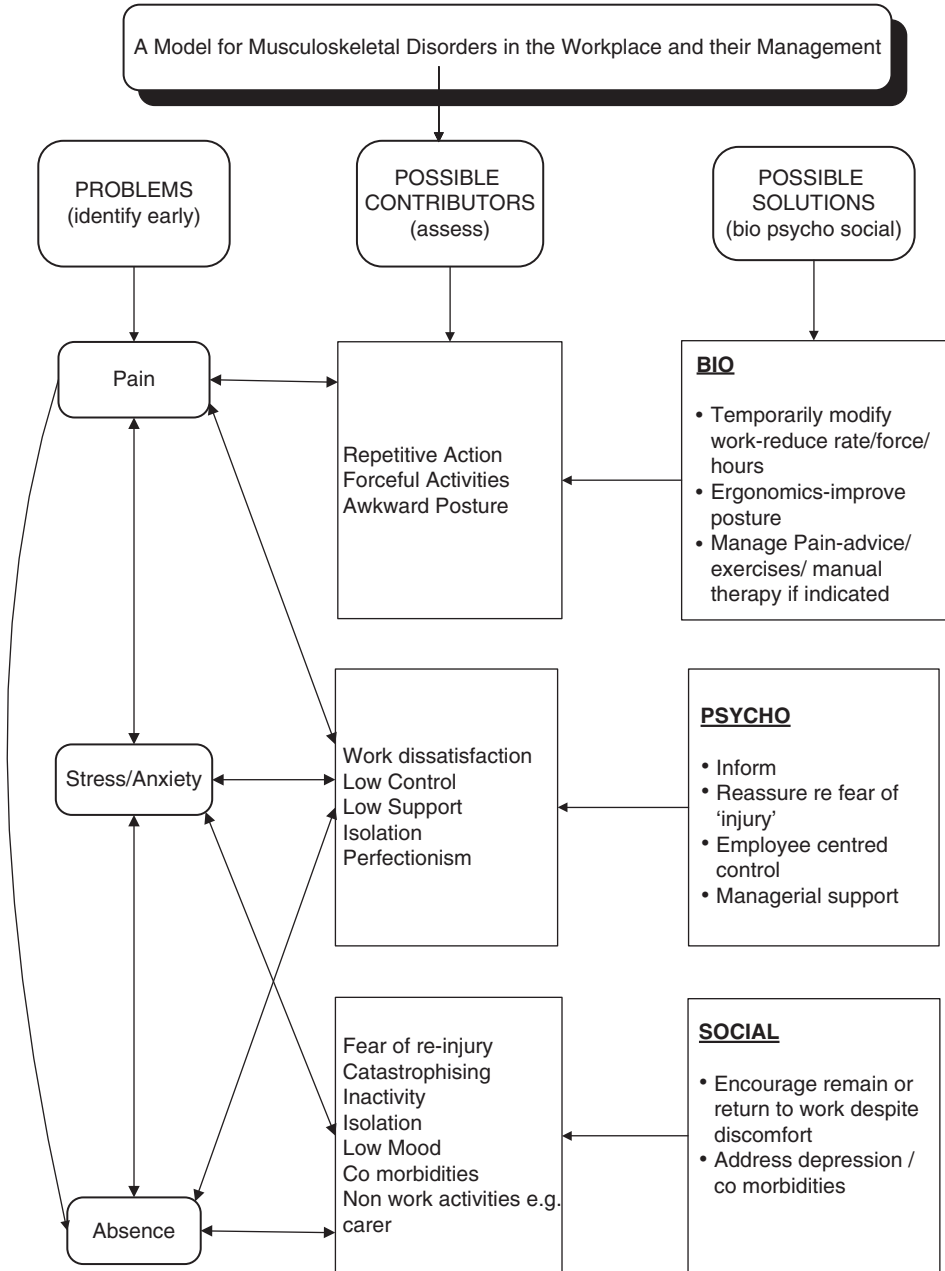 A Model for Musculoskeletal Disorders in the Workplace and their Management
PROBLEMS
(identify early)
POSSIBLE
CONTRIBUTORS
(assess)
POSSIBLE
SOLUTIONS
(bio psycho social)
Pain
Repetitive Action
Forceful Activities
Awkward Posture
BIO
• Temporarily modify
work-reduce rate/force/
hours
• Ergonomics-improve
posture
• Manage Pain-advice/
exercises/ manual
therapy if indicated
Stress/Anxiety
Work dissatisfaction
Low Control
Low Support
Isolation
Perfectionism
PSYCHO
• Inform
• Reassure re fear of
‘injury’
• Employee centred
control
• Managerial support
Absence
Fear of re-injury
Catastrophising
Inactivity
Isolation
Low Mood
Co morbidities
Non work activities e.g.
carer
SOCIAL
• Encourage remain or
return to work despite
discomfort
• Address depression /
co morbidities